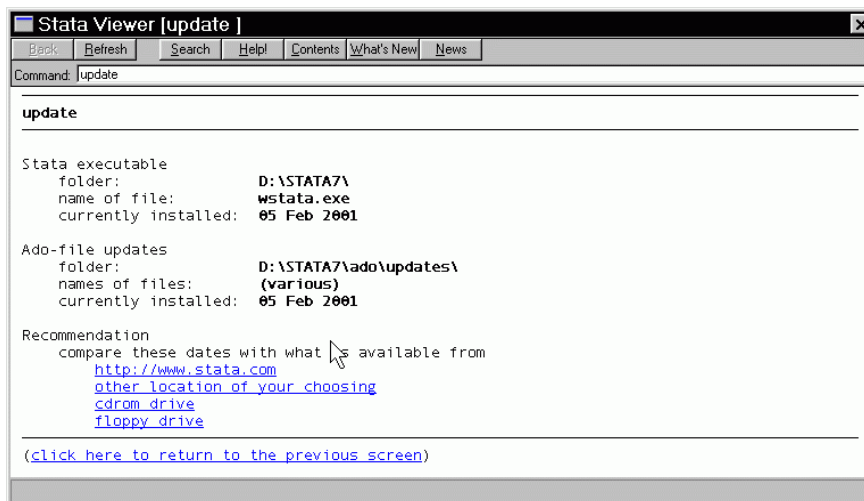 Stata Viewer [update ]
Back Refresh Search Help! Contents What's New News
Command: update
update
Stata executable
folder: D:\STATA7\
name of file: wstata.exe
currently installed: 05 Feb 2001
Ado-file updates
folder: D:\STATA7\ado\updates\
names of files: (various)
currently installed: 05 Feb 2001
Recommendation
compare these dates with what is available from
http://www.stata.com
other location of your choosing
cdrom drive
floppy drive
(click here to return to the previous screen)